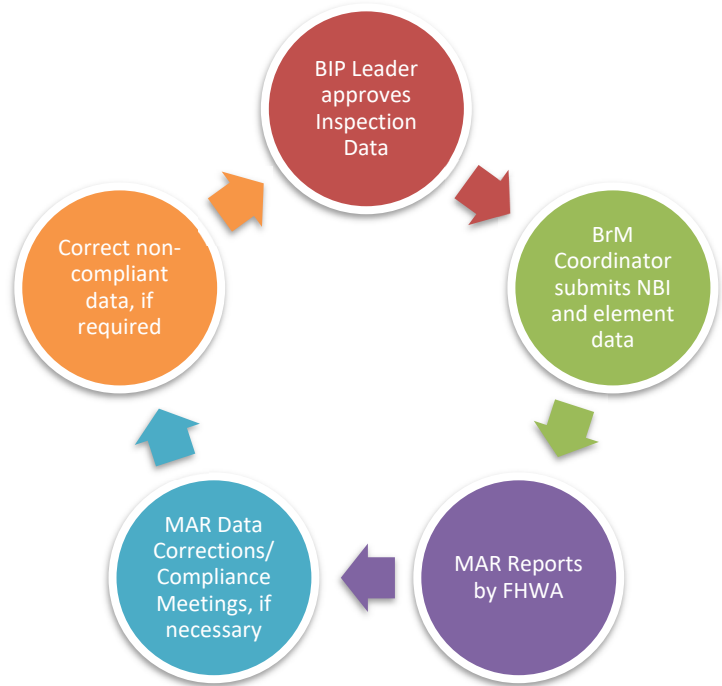 BIP Leader
approves
Inspection
Data
BrM
Coordinator
submits NBI
and element
data
MAR Reports
by FHWA
MAR Data
Corrections/
Compliance
Meetings, if
necessary
Correct non-
compliant
data, if
required